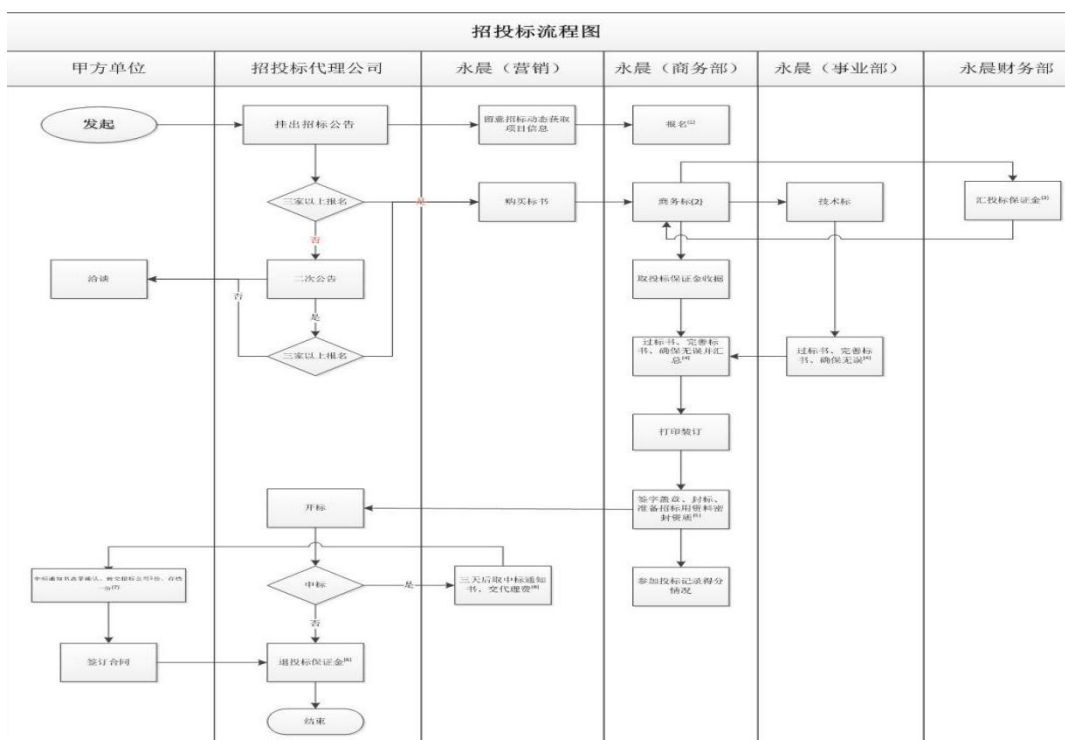 招投标流程图
甲方单位
招投标代理公司
永晨（营销）
永晨（商务部）
永晨（事业部）
永晨财务部
发起
挂出招标公告
留意招标动态获取
项目信息
报名
三家以上报名
是
购买标书
商务标(2)
技术标
汇投标保证金
否
洽谈
二次公告
取投标保证金收据
否
是
三家以上报名
过标书、完善标
书、确保无误并汇
总
过标书、完善标
书、确保无误
打印装订
开标
签字盖章、封标、
准备招标用资料密
封资质
中标
是
三天后取中标通知
书、交代理费
参加投标记录得分
情况
否
签订合同
退投标保证金
结束